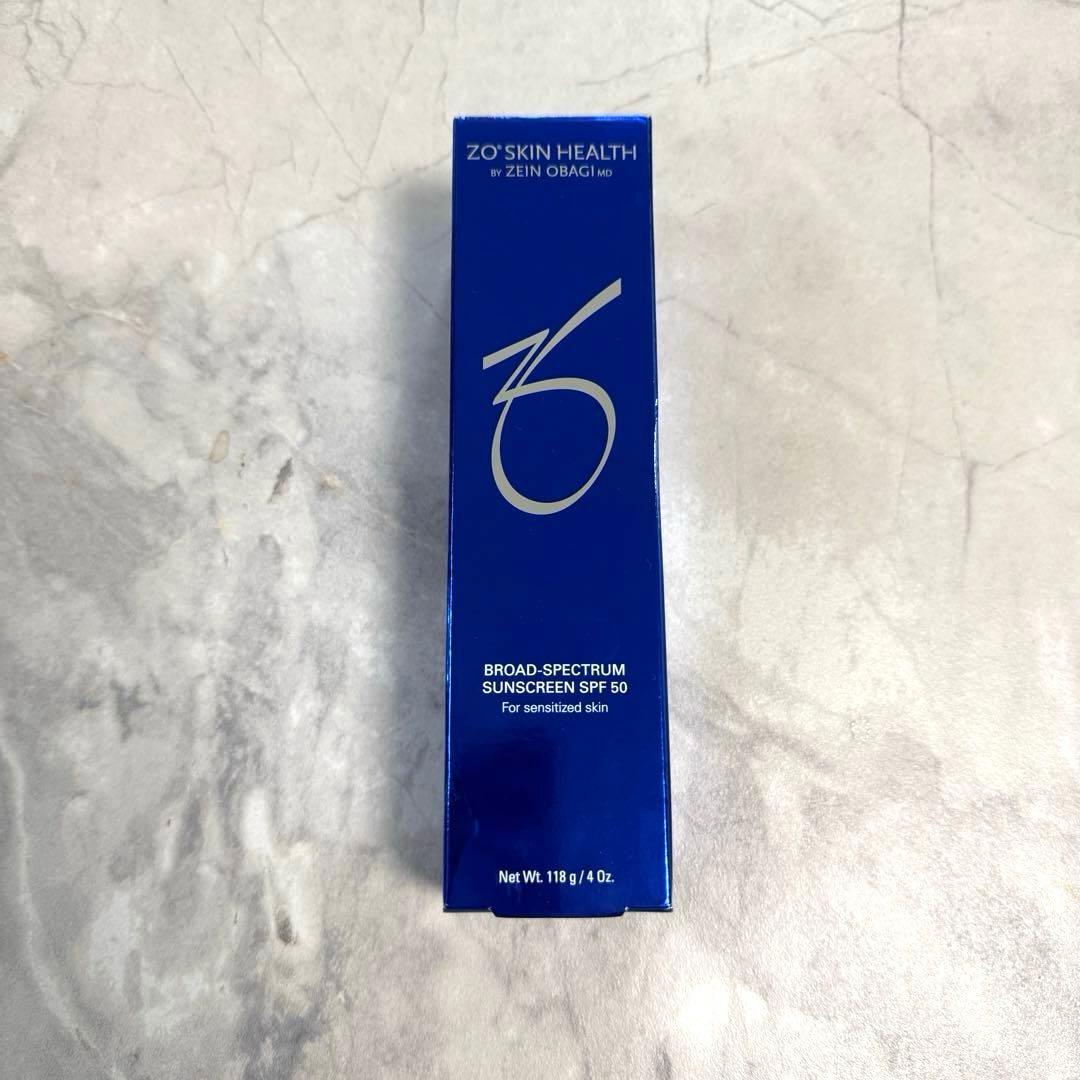 ZO® SKIN HEALTH
BY ZEIN OBAGI MD
ZO
BROAD-SPECTRUM
SUNSCREEN SPF 50
For sensitized skin
Net Wt. 118 g / 4 Oz.